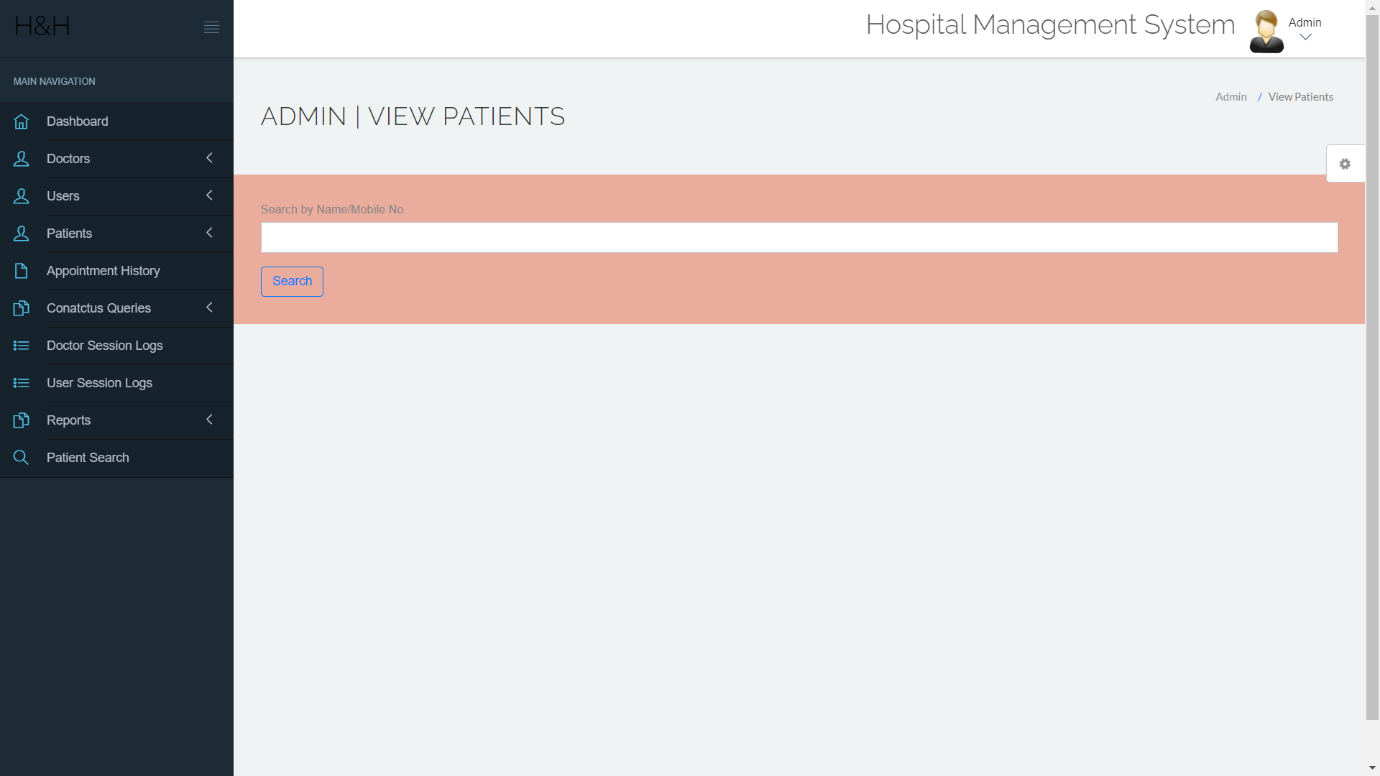 H&H
Hospital Management System
Admin
MAIN NAVIGATION
Dashboard
Doctors
Users
Patients
Appointment History
Conatctus Queries
Doctor Session Logs
User Session Logs
Reports
Patient Search
ADMIN | VIEW PATIENTS
Admin / View Patients
Search by Name/Mobile No.
Search